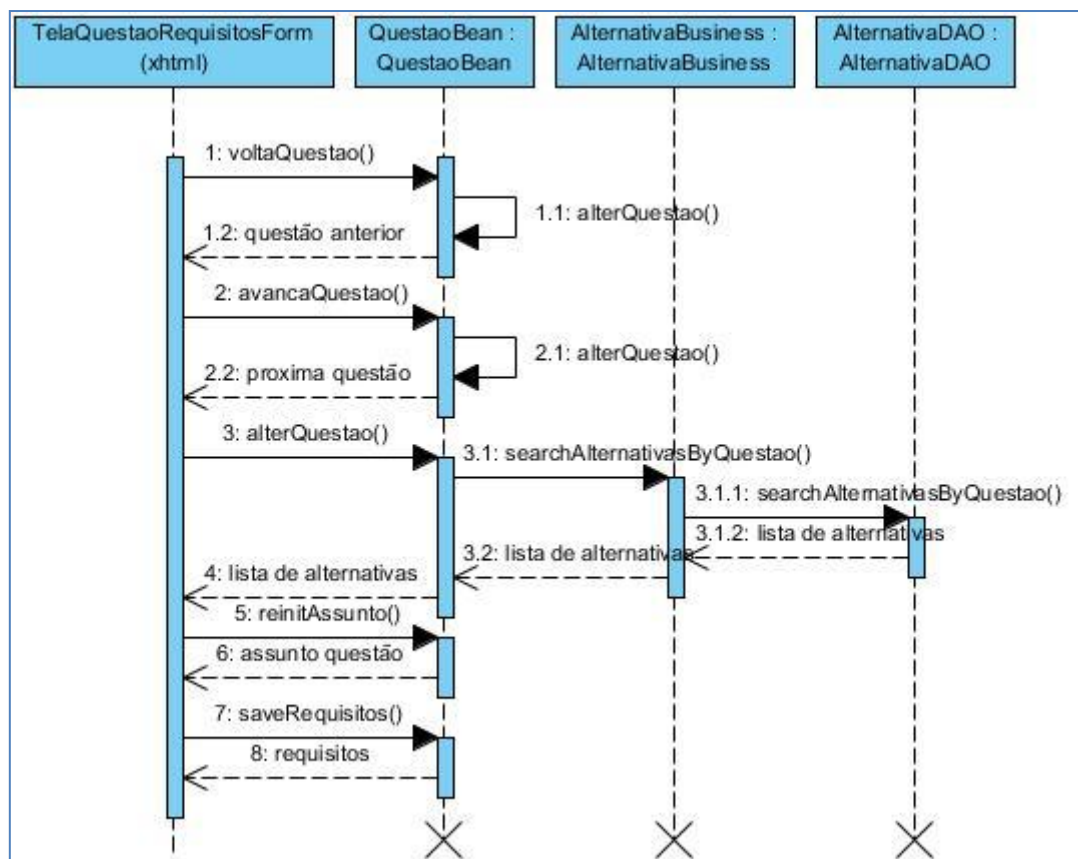 TelaQuestaoRequisitosForm
(xhtml)
QuestaoBean :
QuestaoBean
AlternativaBusiness :
AlternativaBusiness
AlternativaDAO :
AlternativaDAO
1: voltaQuestao()
1.1: alterQuestao()
1.2: questão anterior
2: avancaQuestao()
2.1: alterQuestao()
2.2: proxima questão
3: alterQuestao()
3.1: searchAlternativasByQuestao()
3.1.1: searchAlternativasByQuestao()
3.1.2: lista de alternativas
3.2: lista de alternativas
4: lista de alternativas
5: reinitAssunto()
6: assunto questão
7: saveRequisitos()
8: requisitos